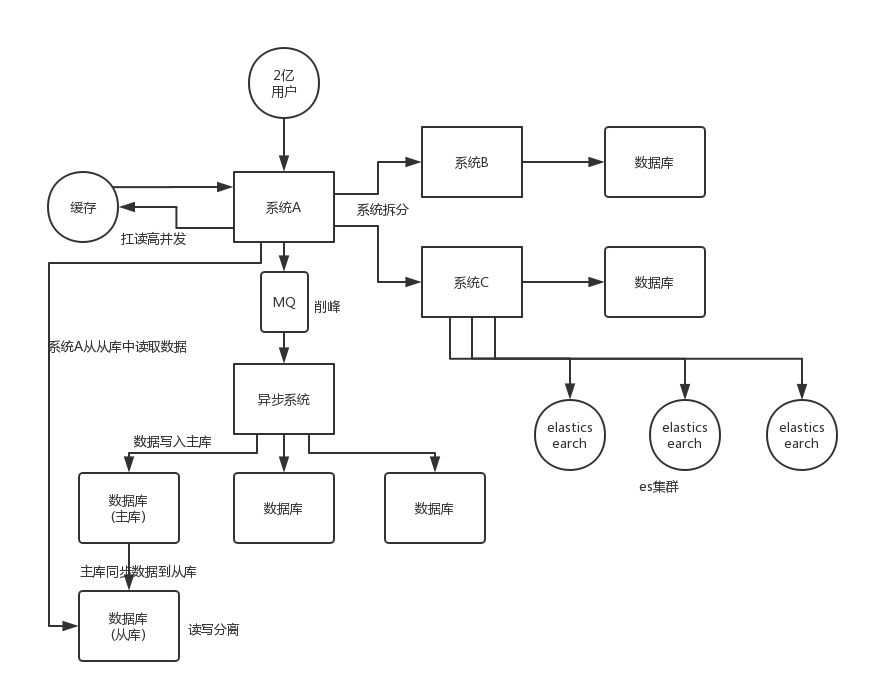 2亿
用户
系统B
数据库
缓存
系统A
系统拆分
扛读高并发
MQ
削峰
系统C
数据库
系统A从从库中读取数据
异步系统
elastics
earch
elastics
earch
elastics
earch
数据写入主库
es集群
数据库
(主库)
数据库
数据库
主库同步数据到从库
数据库
(从库)
读写分离